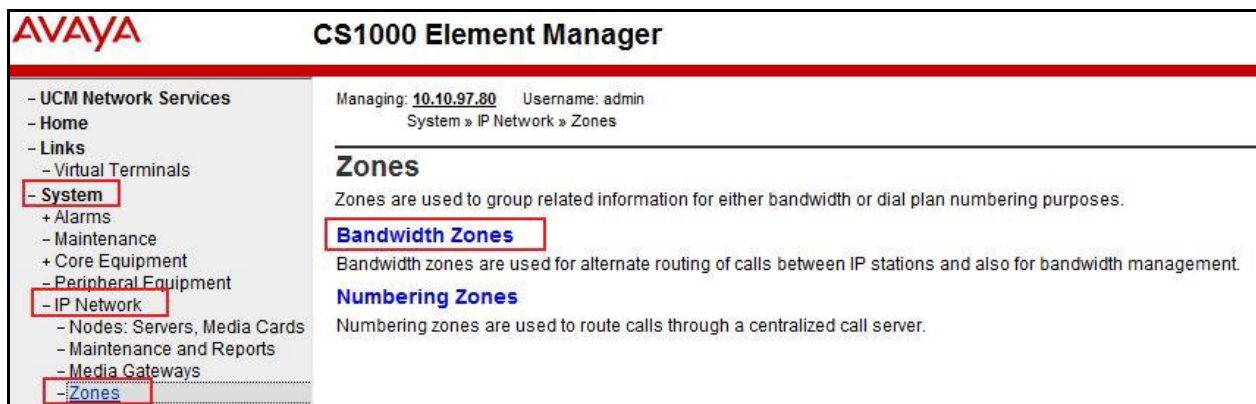 AVAYA
CS1000 Element Manager
- UCM Network Services
- Home
- Links
- Virtual Terminals
- System
+ Alarms
- Maintenance
+ Core Equipment
- Peripheral Equipment
- IP Network
- Nodes: Servers, Media Cards
- Maintenance and Reports
- Media Gateways
- Zones
Managing: 10.10.97.80 Username: admin
System » IP Network » Zones
Zones
Zones are used to group related information for either bandwidth or dial plan numbering purposes.
Bandwidth Zones
Bandwidth zones are used for alternate routing of calls between IP stations and also for bandwidth management.
Numbering Zones
Numbering zones are used to route calls through a centralized call server.